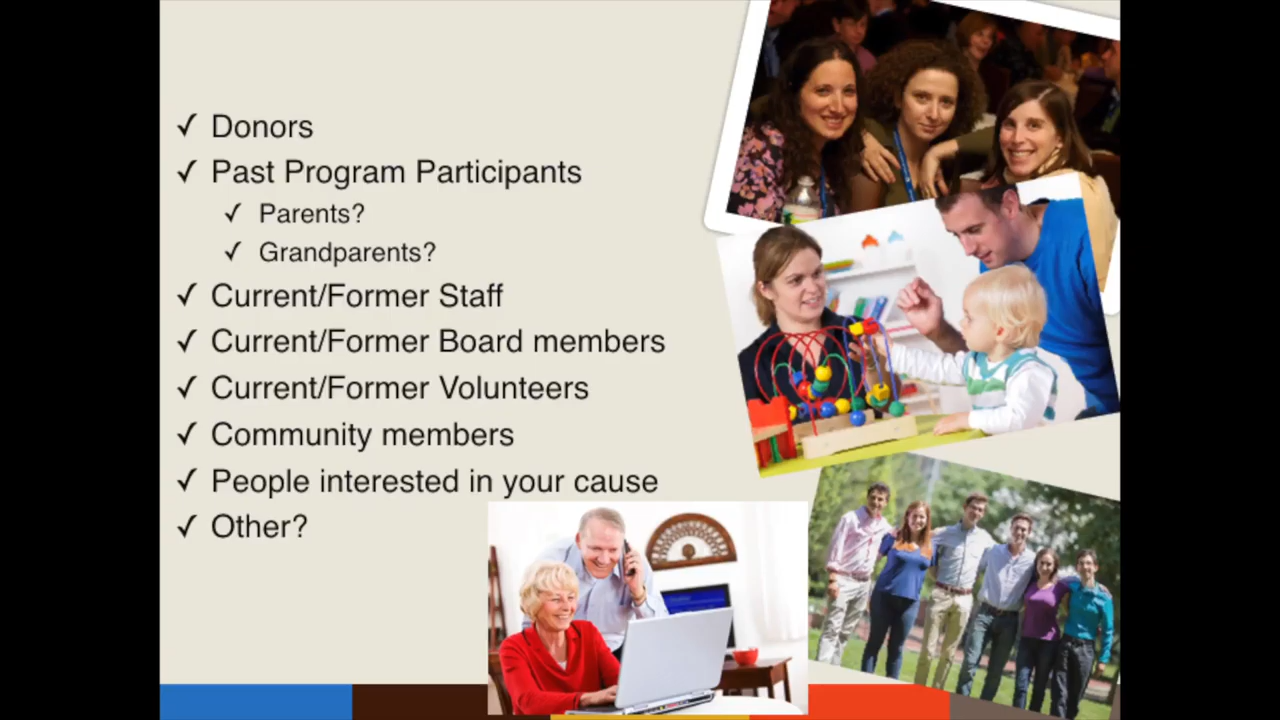 ✓ Donors
✓ Past Program Participants
✓ Parents?
✓ Grandparents?
✓ Current/Former Staff
✓ Current/Former Board members
✓ Current/Former Volunteers
✓ Community members
✓ People interested in your cause
✓ Other?